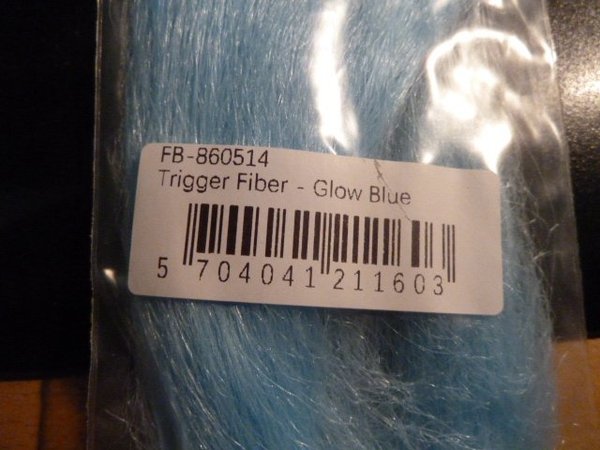 FB-860514
Trigger Fiber - Glow Blue
5 704041 211603